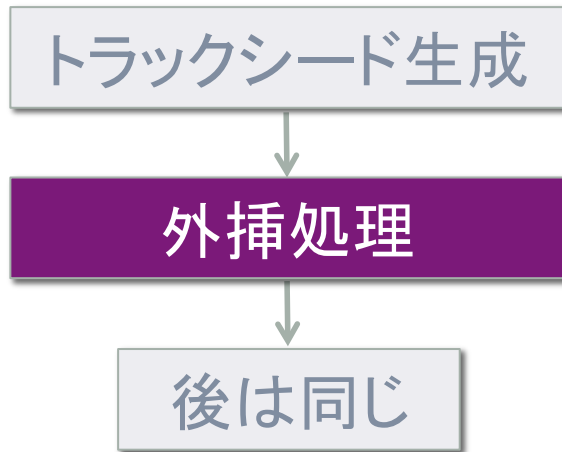 トラックシード生成
外挿処理
後は同じ